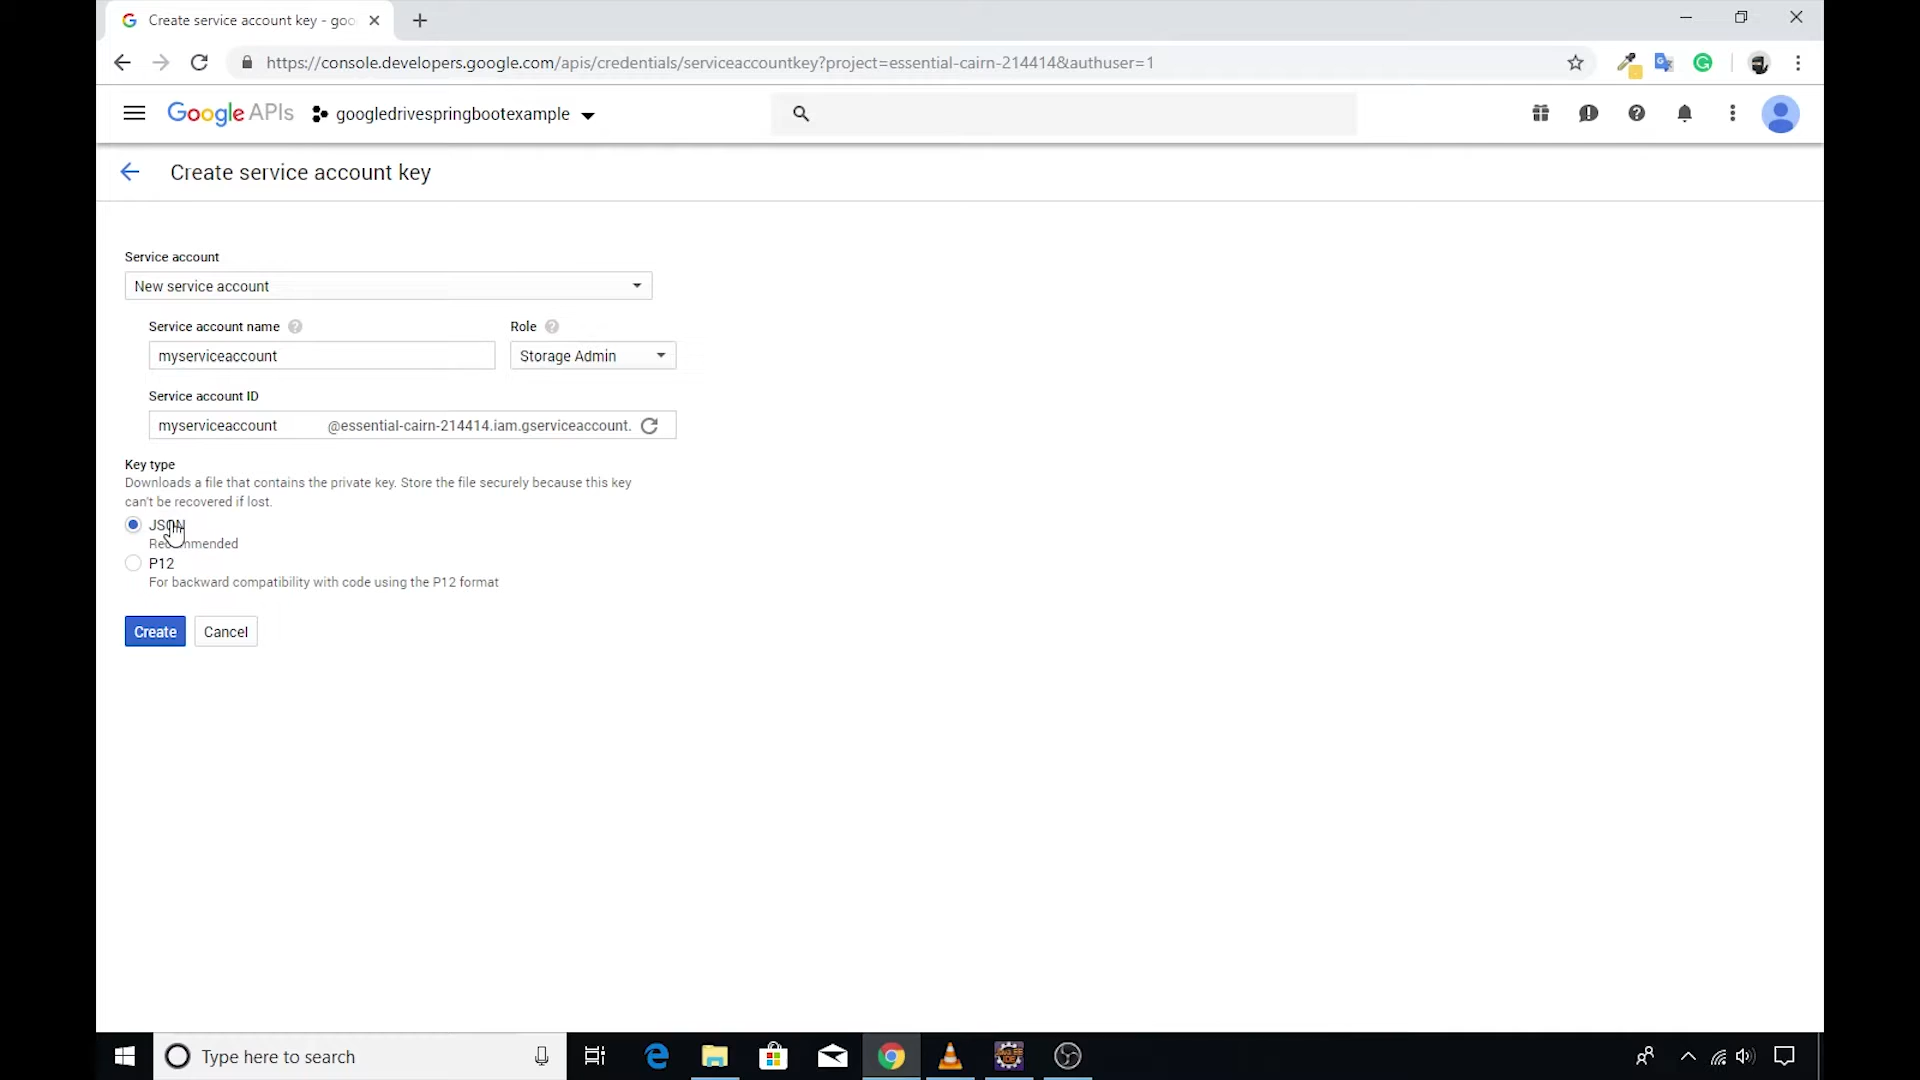 Create service account key - goo
https://console.developers.google.com/apis/credentials/serviceaccountkey?project=essential-cairn-214414&authuser=1
Google APIs googledrivespringbootexample
Create service account key
Service account
New service account
Service account name Role
myserviceaccount Storage Admin
Service account ID
myserviceaccount @essential-cairn-214414.iam.gserviceaccount.
Key type
Downloads a file that contains the private key. Store the file securely because this key
can't be recovered if lost.
JSON
Recommended
P12
For backward compatibility with code using the P12 format
Create Cancel
Type here to search